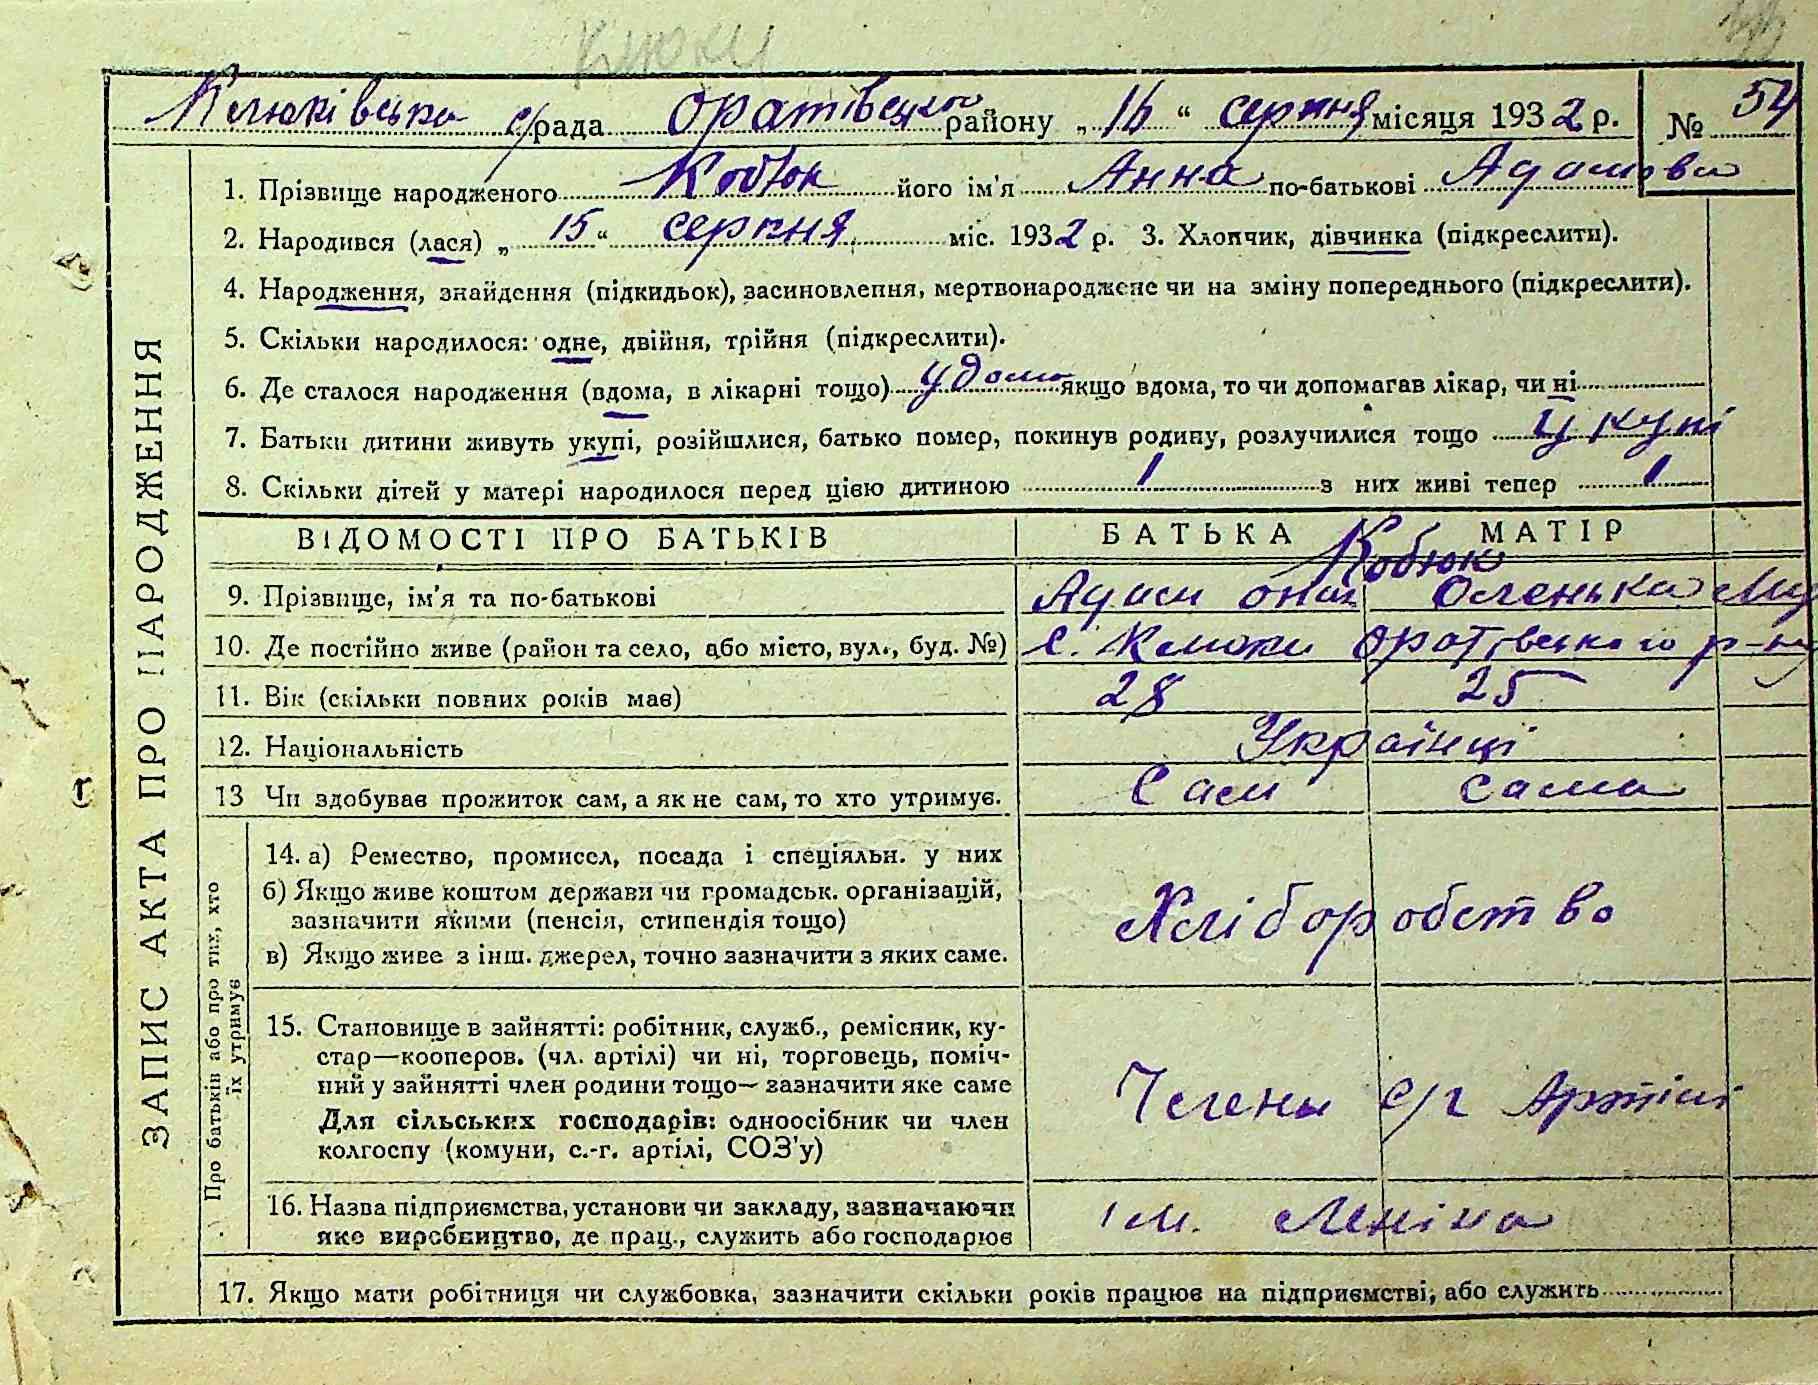 Клюки
Клюківська с/рада Оратівського району „ 16 “ серпня місяця 1932 р. № 54
1. Прізвище народженого Кобюк його ім'я Анна по-батькові Адамовна
2. Народився (лася) „ 15 “ серпня міс. 1932 р. 3. Хлопчик, дівчинка (підкреслити).
4. Народження, знайдення (підкидьок), засиновлення, мертвонароджене чи на зміну попереднього (підкреслити).
5. Скільки народилося: одне, двійня, трійня (підкреслити).
6. Де сталося народження (вдома, в лікарні тощо) удома якщо вдома, то чи допомагав лікар, чи ні
7. Батьки дитини живуть укупі, розійшлися, батько помер, покинув родину, розлучилися тощо укупі
8. Скільки дітей у матері народилося перед цією дитиною 1 з них живі тепер 1
ВІДОМОСТІ ПРО БАТЬКІВ БАТЬКА МАТІР
Кобюк
9. Прізвище, ім'я та по-батькові Адам Оленька
10. Де постійно живе (район та село, або місто, вул., буд. №) с. Клюки Оратівського р-ну
11. Вік (скільки повних років має) 28 25
12. Національність Українці
13 Чи здобуває прожиток сам, а як не сам, то хто утримує. Сам сама
14. а) Ремество, промисел, посада і спеціяльн. у них
б) Якщо живе коштом держави чи громадськ. організацій,
зазначити якими (пенсія, стипендія тощо) Хліборобство
в) Якщо живе з інш. джерел, точно зазначити з яких саме.
15. Становище в зайнятті: робітник, служб., ремісник, ку-
стар—кооперов. (чл. артілі) чи ні, торговець, поміч-
ний у зайнятті член родини тощо— зазначити яке саме
Для сільських господарів: одноосібник чи член Члени с/г Артілі
колгоспу (комуни, с.-г. артілі, СОЗ'у)
16. Назва підприємства, установи чи закладу, зазначаючи ім. Леніна
яке виробництво, де прац., служить або господарює
17. Якщо мати робітниця чи службовка, зазначити скільки років працює на підприємстві, або служить
ЗАПИС АКТА ПРО НАРОДЖЕННЯ
Про батьків або про тих, хто
їх утримує